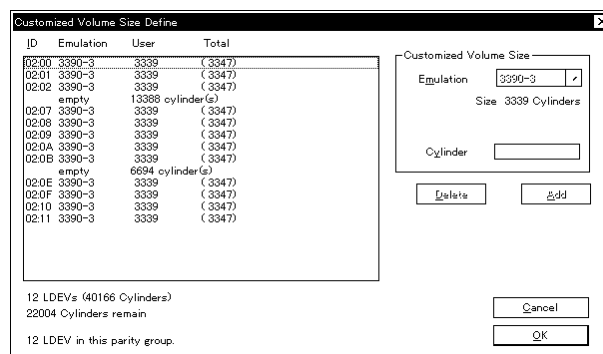 Customized Volume Size Define
ID Emulation User Total
02:00 3390-3 3339 ( 3347)
02:01 3390-3 3339 ( 3347)
02:02 3390-3 3339 ( 3347)
empty 13388 cylinder(s)
02:07 3390-3 3339 ( 3347)
02:08 3390-3 3339 ( 3347)
02:09 3390-3 3339 ( 3347)
02:0A 3390-3 3339 ( 3347)
02:0B 3390-3 3339 ( 3347)
empty 6694 cylinder(s)
02:0E 3390-3 3339 ( 3347)
02:0F 3390-3 3339 ( 3347)
02:10 3390-3 3339 ( 3347)
02:11 3390-3 3339 ( 3347)
12 LDEVs (40166 Cylinders)
22004 Cylinders remain
12 LDEV in this parity group.
Customized Volume Size
Emulation 3390-3
Size 3339 Cylinders
Cylinder
Delete Add
Cancel
OK